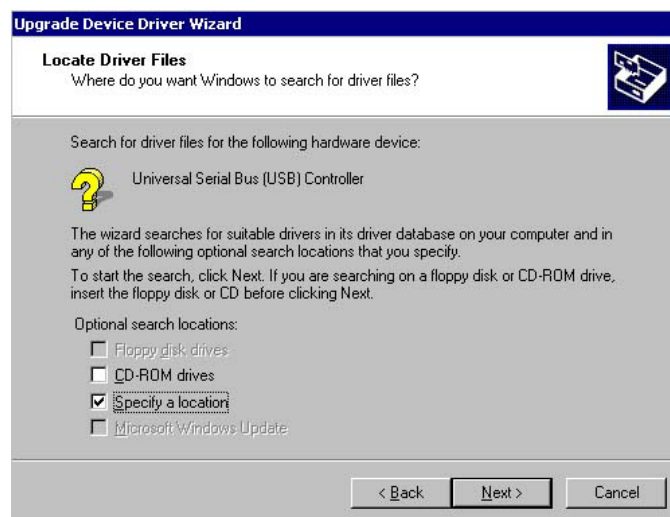 Upgrade Device Driver Wizard
Locate Driver Files
Where do you want Windows to search for driver files?
Search for driver files for the following hardware device:
Universal Serial Bus (USB) Controller
The wizard searches for suitable drivers in its driver database on your computer and in
any of the following optional search locations that you specify.
To start the search, click Next. If you are searching on a floppy disk or CD-ROM drive,
insert the floppy disk or CD before clicking Next.
Optional search locations:
Floppy disk drives
CD-ROM drives
Specify a location
Microsoft Windows Update
< Back Next > Cancel